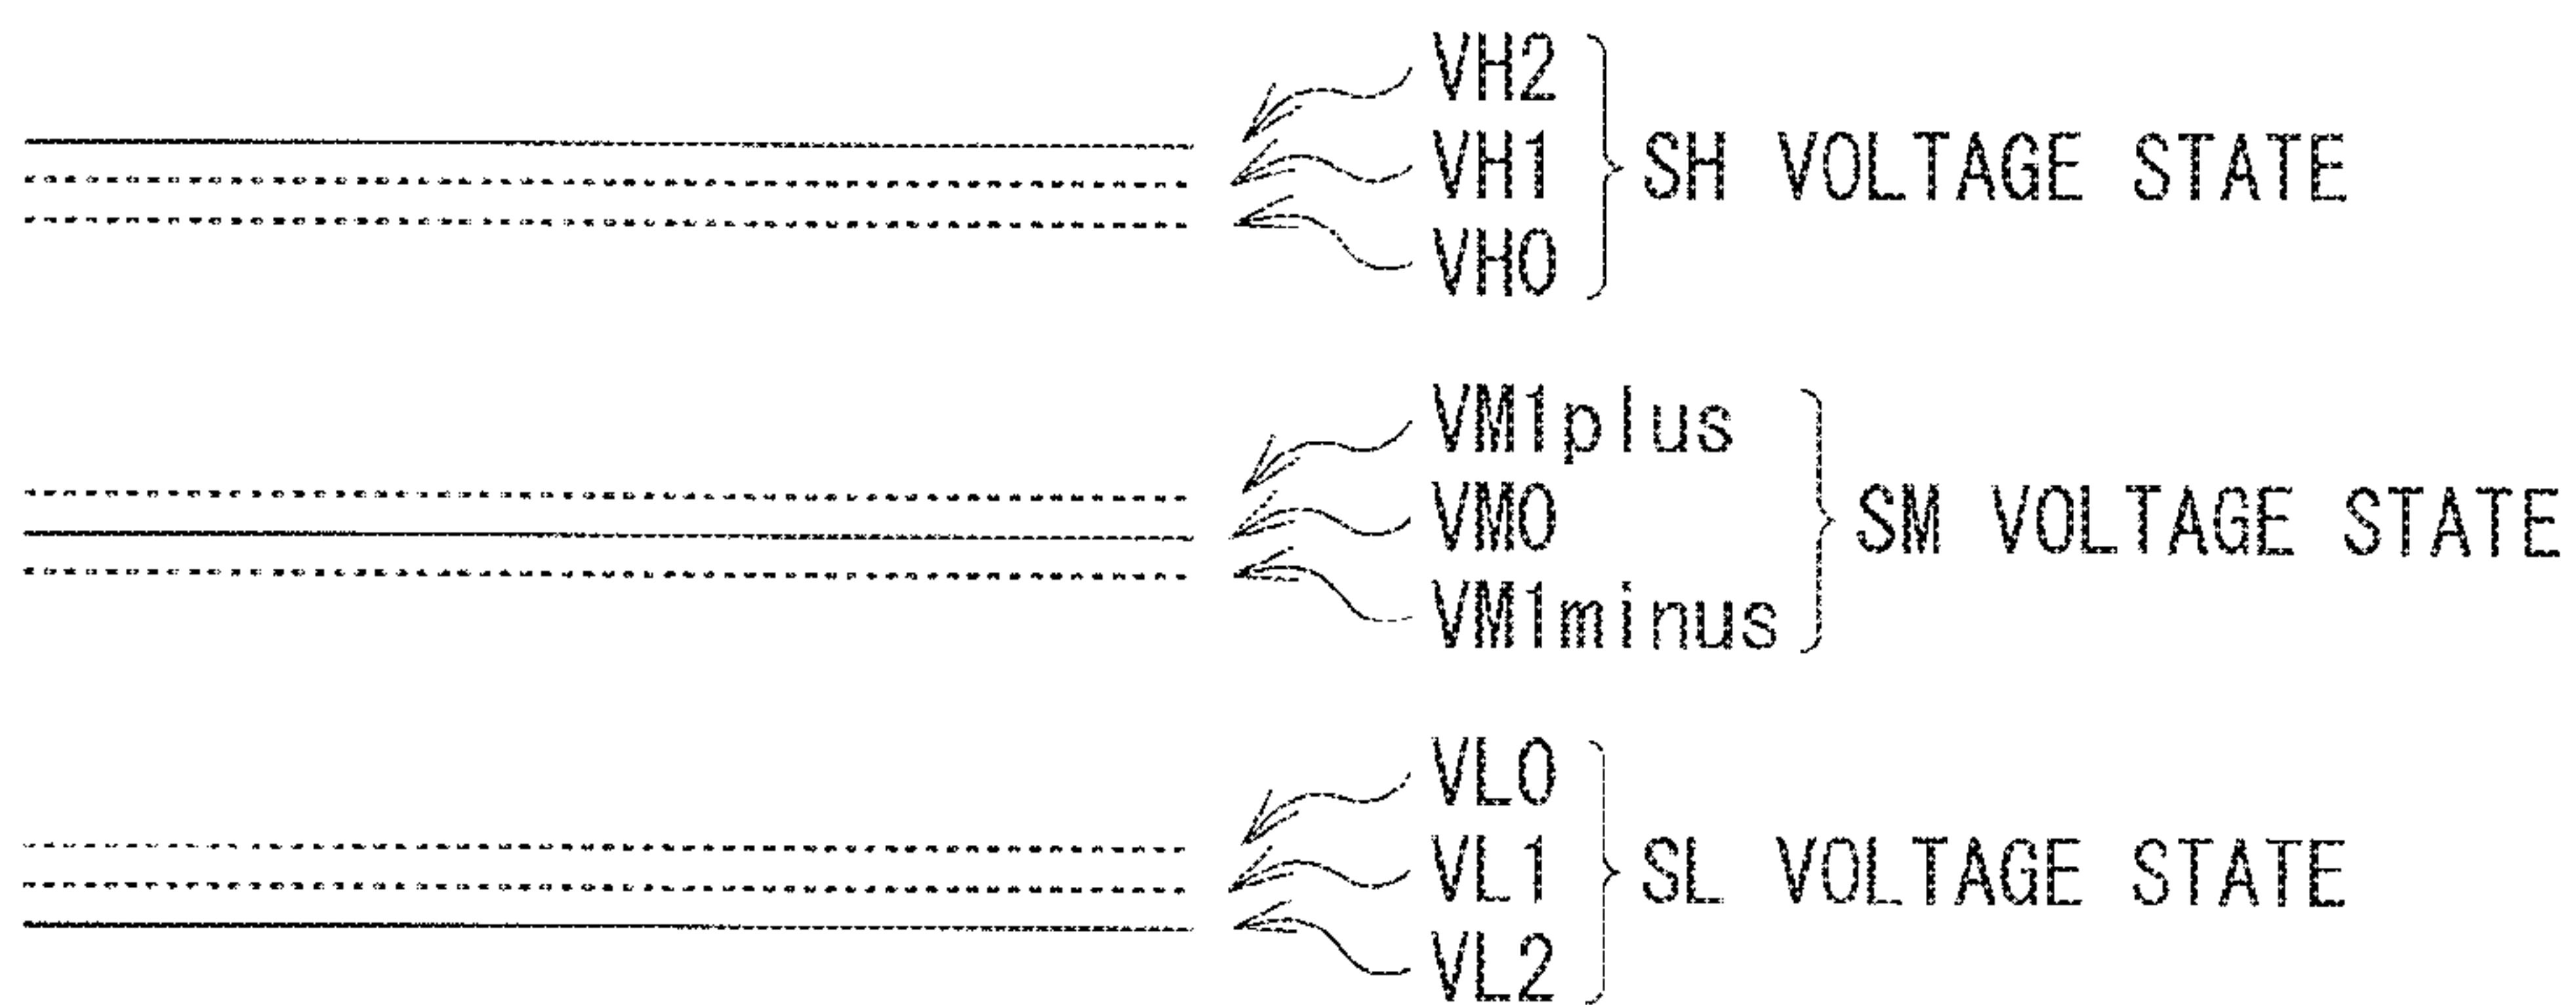 VH2
VH1 SH VOLTAGE STATE
VH0
VM1plus
VM0 SM VOLTAGE STATE
VM1minus
VL0
VL1 SL VOLTAGE STATE
VL2